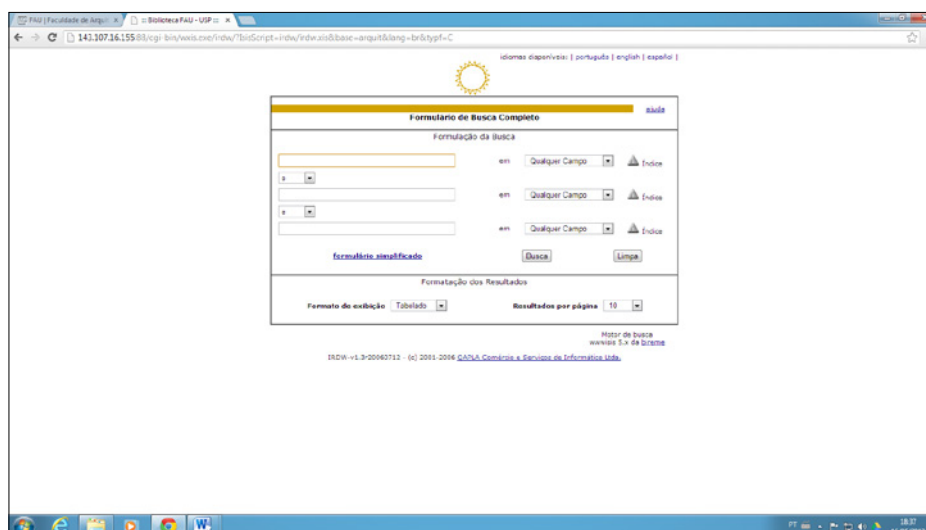 FAU | Faculdade de Arquit x
::: Biblioteca FAU - USP ::: x
143.107.16.155:88/cgi-bin/wxis.exe/irdw/?IsisScript=irdw/irdw.xis&base=arquit&lang=br&typf=C
idiomas disponíveis: | português | english | español |
ajuda
Formulário de Busca Completo
Formulação da Busca
em Qualquer Campo Índice
e
em Qualquer Campo Índice
e
em Qualquer Campo Índice
formulário simplificado Busca Limpa
Formatação dos Resultados
Formato de exibição Tabelado Resultados por página 10
Motor de busca
wwwisis 5.x da bireme
IRDW-v1.3-20060712 - (c) 2001-2006 CAPLA Comércio e Serviços de Informática Ltda.
PT 18:37